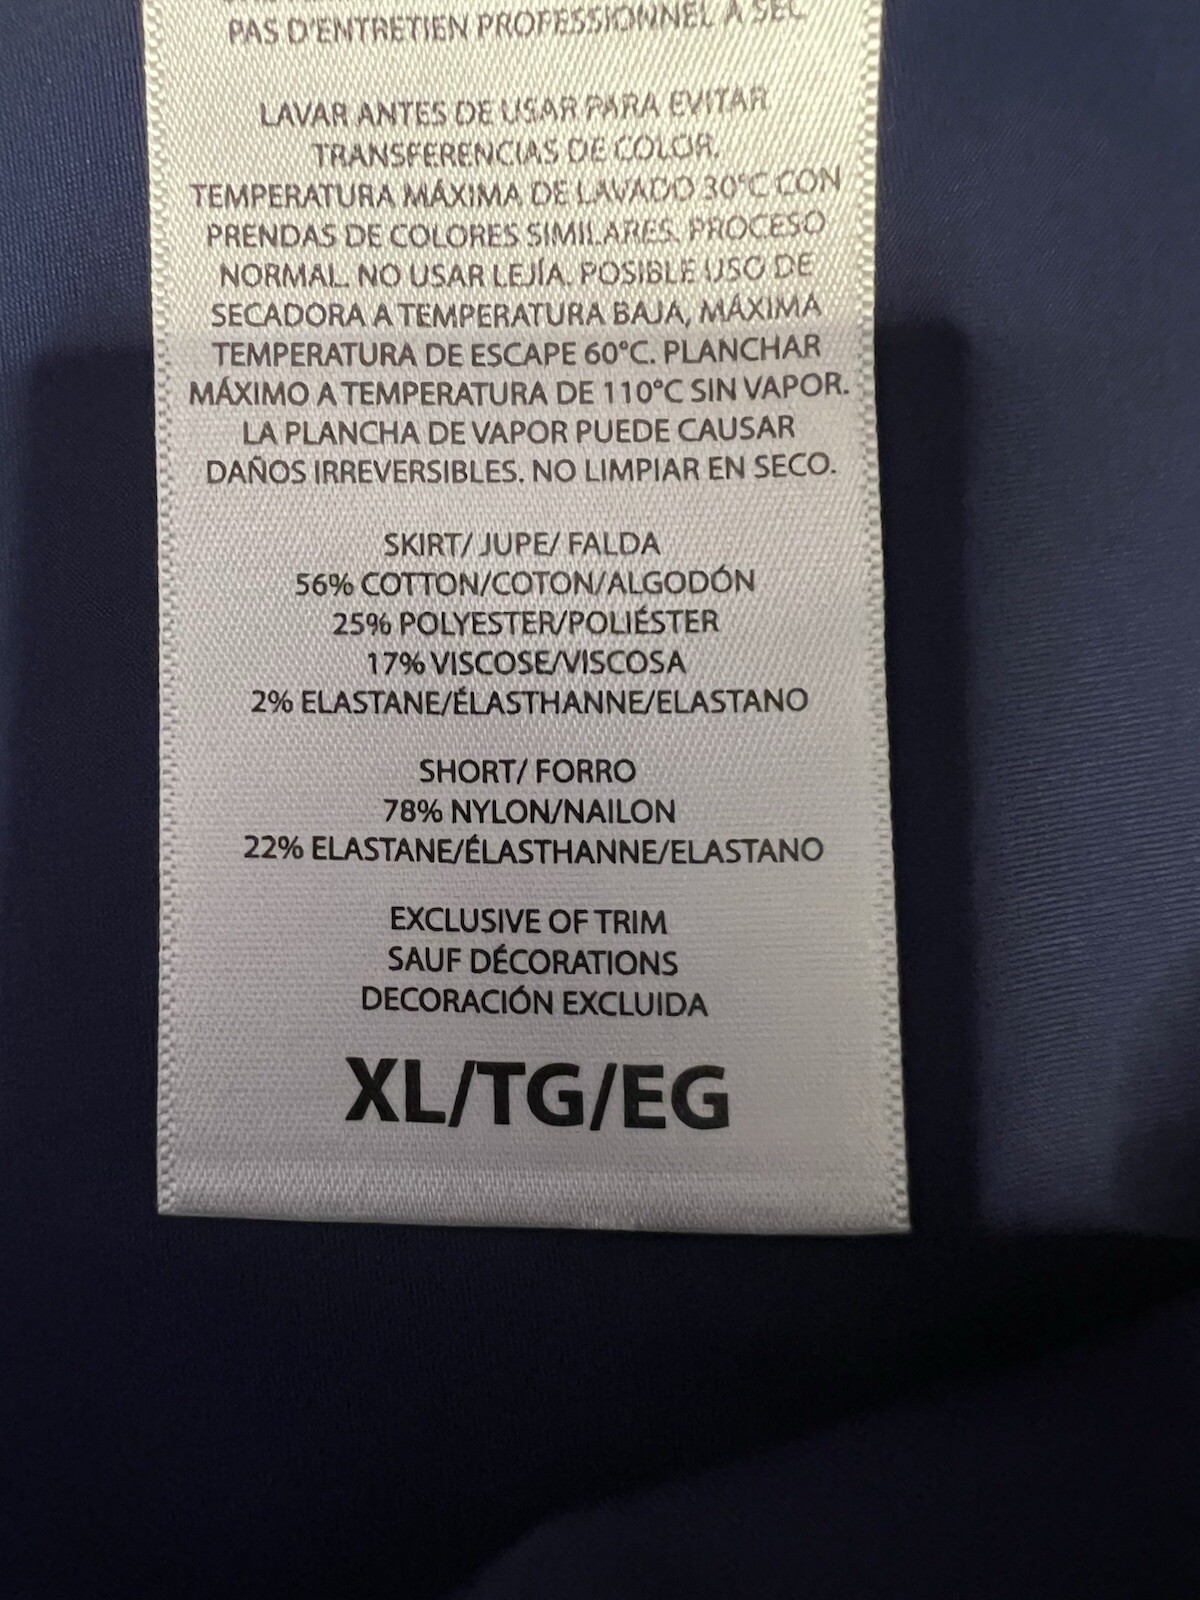 PAS D'ENTRETIEN PROFESSIONNEL À SEC
LAVAR ANTES DE USAR PARA EVITAR
TRANSFERENCIAS DE COLOR.
TEMPERATURA MÁXIMA DE LAVADO 30°C CON
PRENDAS DE COLORES SIMILARES. PROCESO
NORMAL. NO USAR LEJÍA. POSIBLE USO DE
SECADORA A TEMPERATURA BAJA, MÁXIMA
TEMPERATURA DE ESCAPE 60°C. PLANCHAR
MÁXIMO A TEMPERATURA DE 110°C SIN VAPOR.
LA PLANCHA DE VAPOR PUEDE CAUSAR
DAÑOS IRREVERSIBLES. NO LIMPIAR EN SECO.
SKIRT/ JUPE/ FALDA
56% COTTON/COTON/ALGODÓN
25% POLYESTER/POLIÉSTER
17% VISCOSE/VISCOSA
2% ELASTANE/ÉLASTHANNE/ELASTANO
SHORT/ FORRO
78% NYLON/NAILON
22% ELASTANE/ÉLASTHANNE/ELASTANO
EXCLUSIVE OF TRIM
SAUF DÉCORATIONS
DECORACIÓN EXCLUIDA
XL/TG/EG